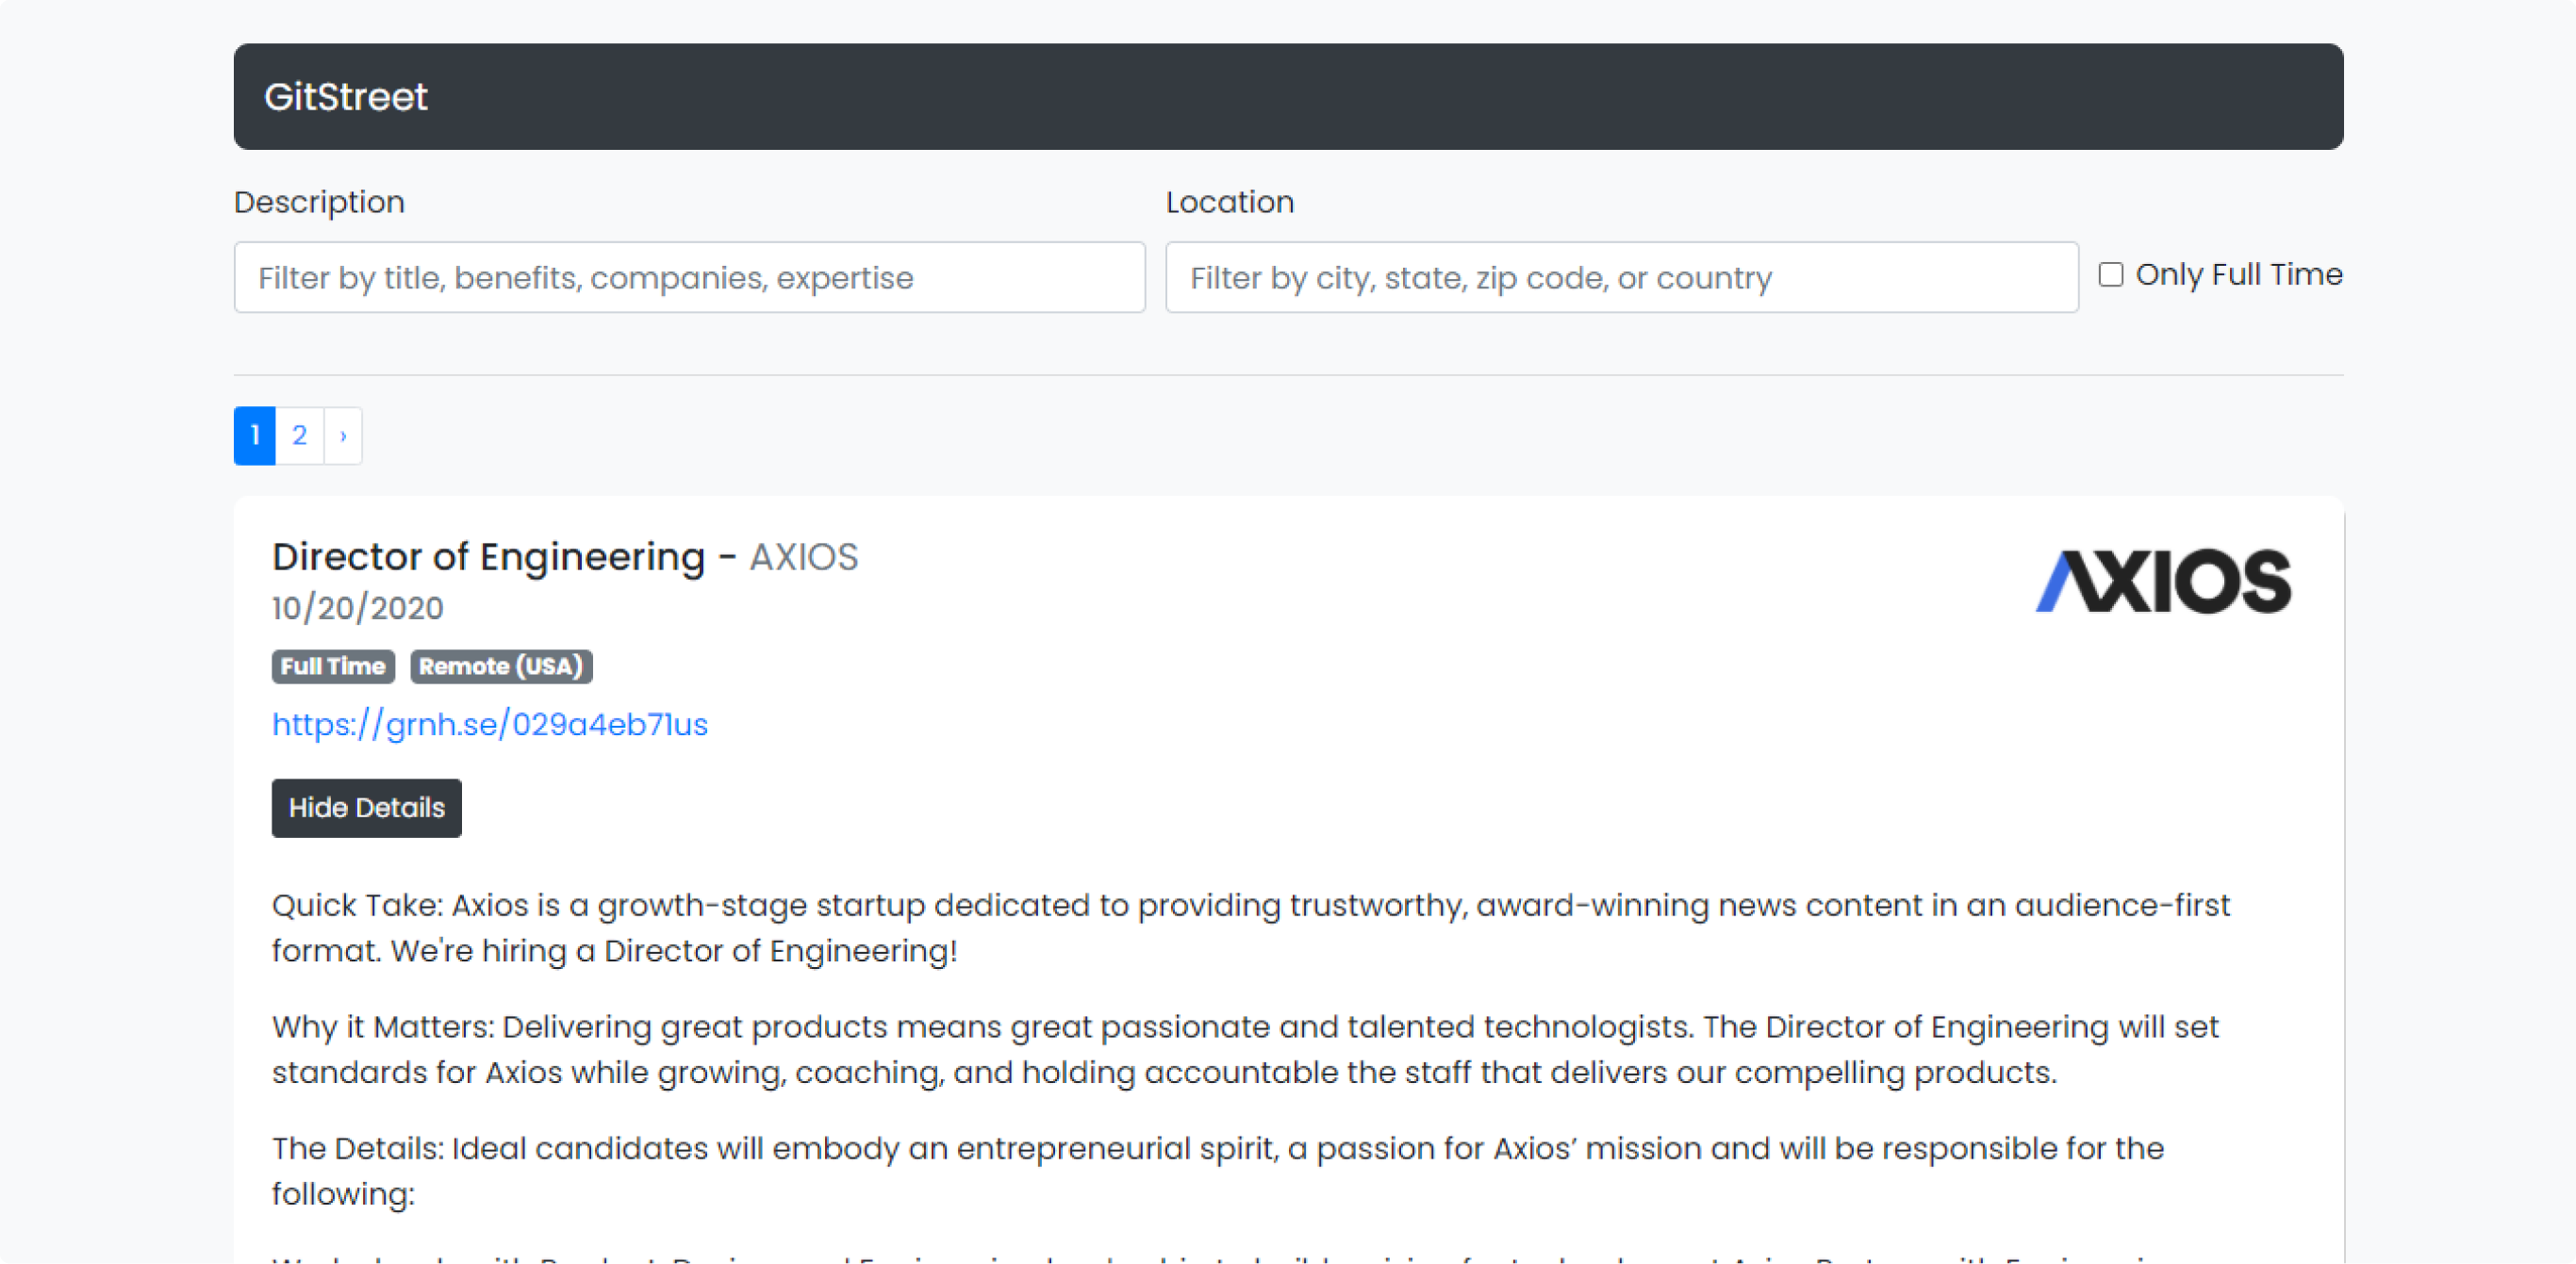 GitStreet
Description
Location
Filter by title, benefits, companies, expertise
Filter by city, state, zip code, or country
Only Full Time
1 2 ›
Director of Engineering - AXIOS
AXIOS
10/20/2020
Full Time Remote (USA)
https://grnh.se/029a4eb71us
Hide Details
Quick Take: Axios is a growth-stage startup dedicated to providing trustworthy, award-winning news content in an audience-first
format. We're hiring a Director of Engineering!
Why it Matters: Delivering great products means great passionate and talented technologists. The Director of Engineering will set
standards for Axios while growing, coaching, and holding accountable the staff that delivers our compelling products.
The Details: Ideal candidates will embody an entrepreneurial spirit, a passion for Axios’ mission and will be responsible for the
following: